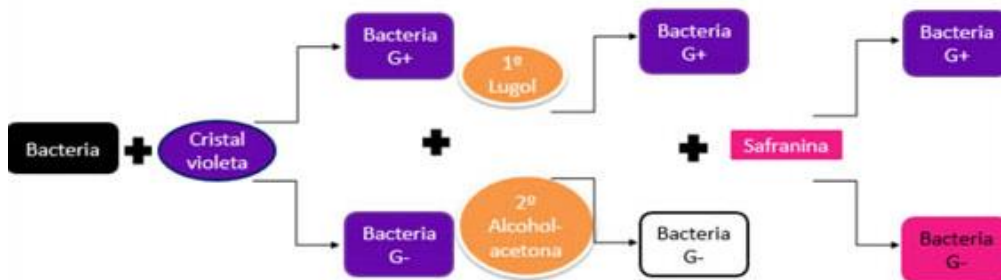 Bacteria
Cristal
violeta
Bacteria
G+
Bacteria
G-
1º
Lugol
2º
Alcohol-
acetona
Bacteria
G+
Bacteria
G-
Safranina
Bacteria
G+
Bacteria
G-